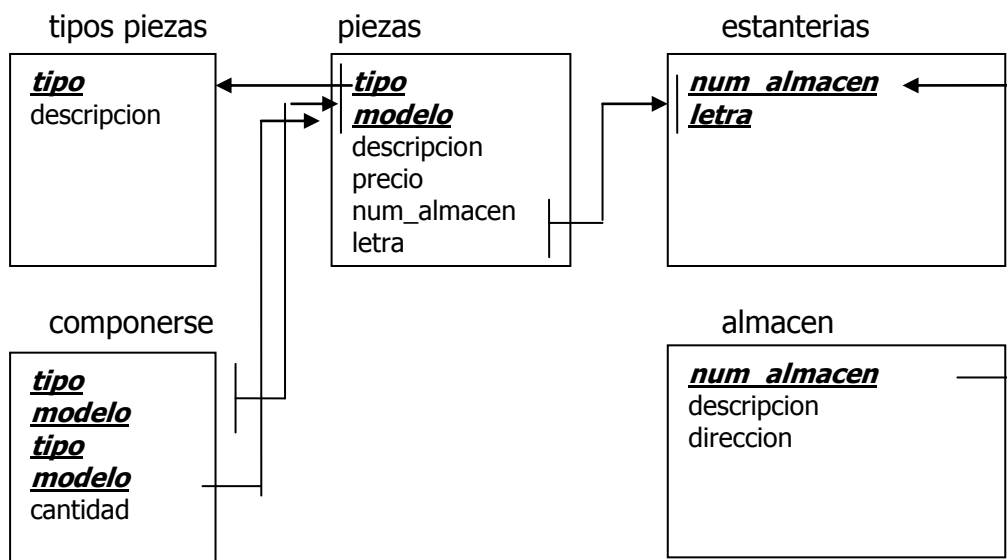 tipos piezas
tipo
descripcion
piezas
tipo
modelo
descripcion
precio
num_almacen
letra
estanterias
num_almacen
letra
componerse
tipo
modelo
tipo
modelo
cantidad
almacen
num_almacen
descripcion
direccion